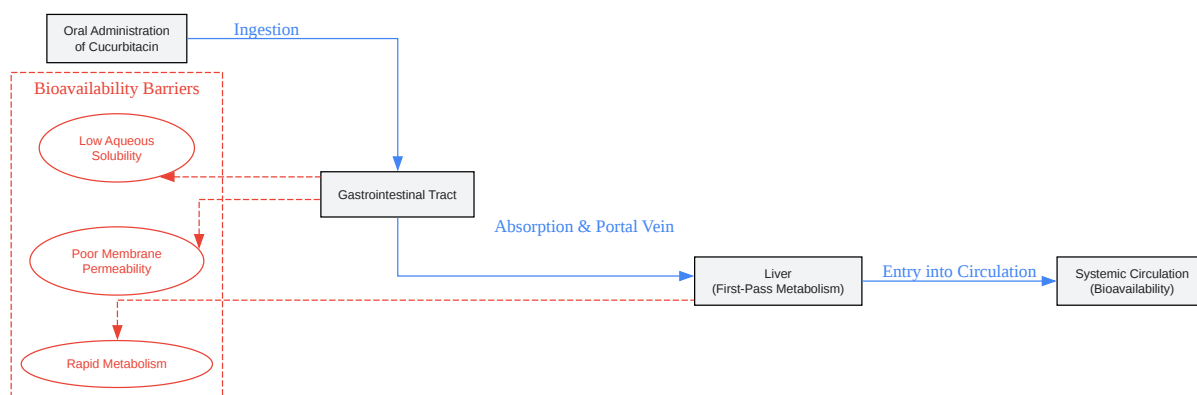 Oral Administration
of Cucurbitacin
Ingestion
Bioavailability Barriers
Low Aqueous
Solubility
Gastrointestinal Tract
Absorption & Portal Vein
Poor Membrane
Permeability
Liver
(First-Pass Metabolism)
Entry into Circulation
Systemic Circulation
(Bioavailability)
Rapid Metabolism